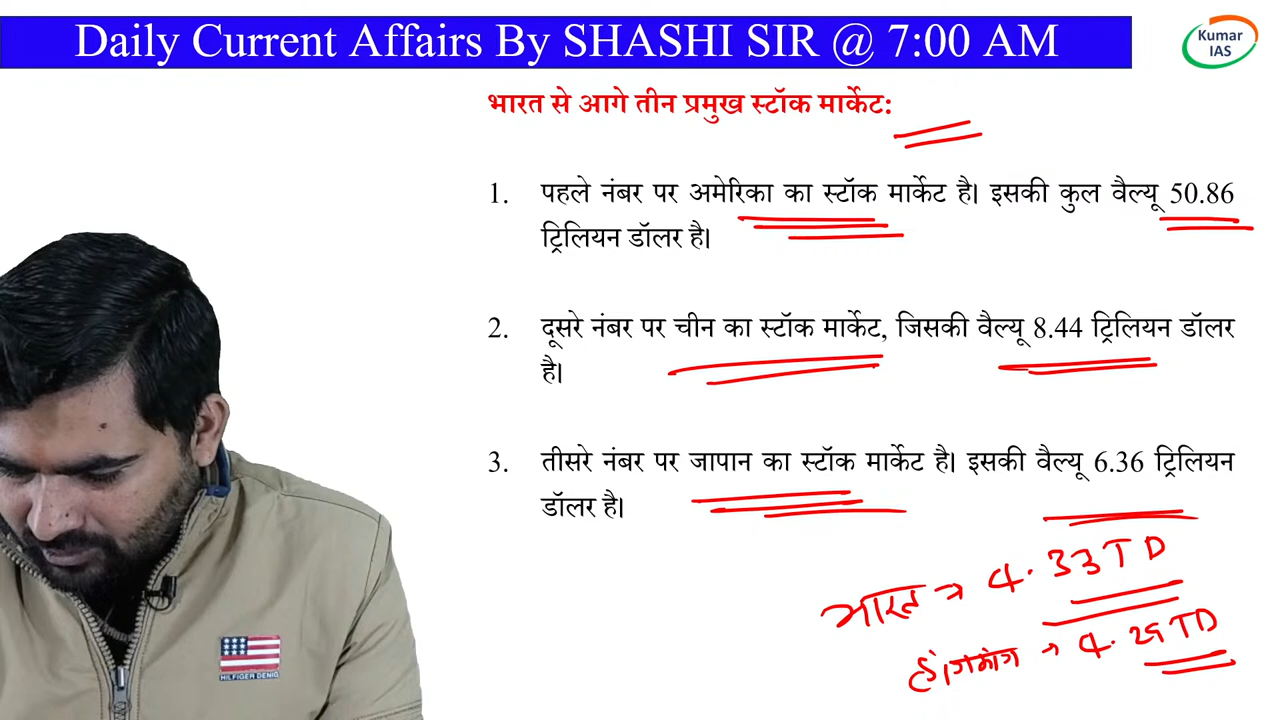 Daily Current Affairs By SHASHI SIR @ 7:00 AM
Kumar
IAS
भारत से आगे तीन प्रमुख स्टॉक मार्केट:
1. पहले नंबर पर अमेरिका का स्टॉक मार्केट है। इसकी कुल वैल्यू 50.86
ट्रिलियन डॉलर है।
2. दूसरे नंबर पर चीन का स्टॉक मार्केट, जिसकी वैल्यू 8.44 ट्रिलियन डॉलर
है।
3. तीसरे नंबर पर जापान का स्टॉक मार्केट है। इसकी वैल्यू 6.36 ट्रिलियन
डॉलर है।
भारत → 4.33 TD
हांगकांग → 4.29 TD
HILFIGER DENIM